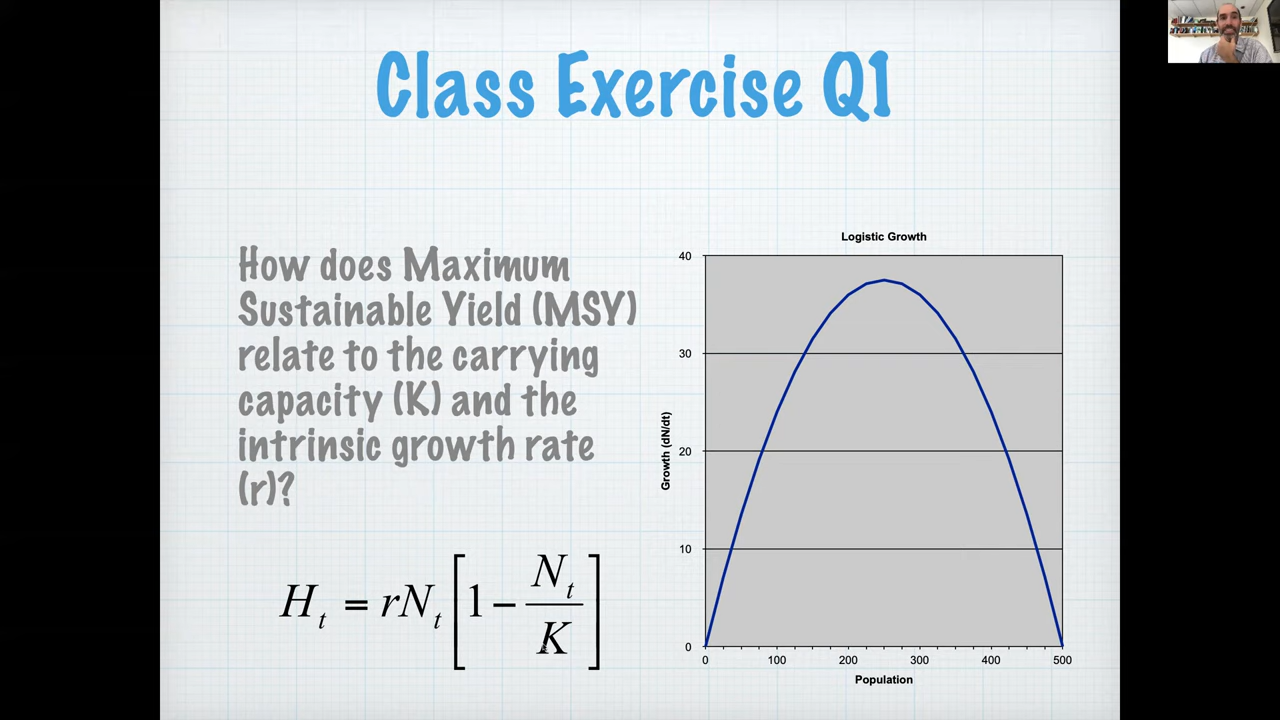 Class Exercise Q1
How does Maximum
Sustainable Yield (MSY)
relate to the carrying
capacity (K) and the
intrinsic growth rate
(r)?
H_t = rN_t [1 − N_t/K]
Logistic Growth
40
30
20
10
0
Growth (dN/dt)
0 100 200 300 400 500
Population